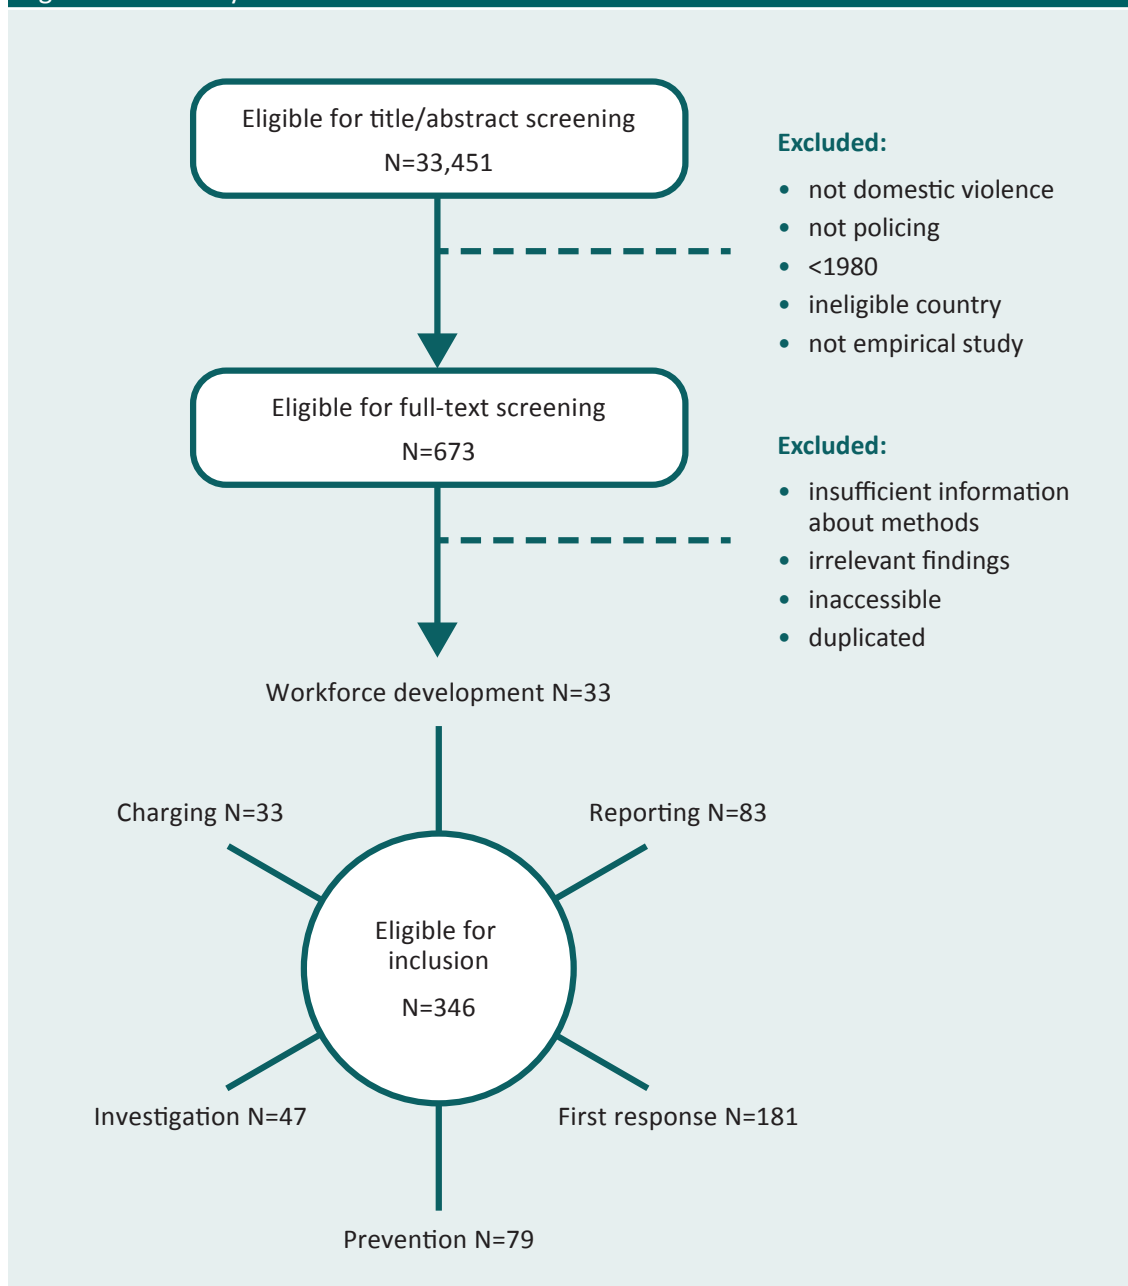 Eligible for title/abstract screening
N=33,451
Excluded:
• not domestic violence
• not policing
• <1980
• ineligible country
• not empirical study
Eligible for full-text screening
N=673
Excluded:
• insufficient information
about methods
• irrelevant findings
• inaccessible
• duplicated
Workforce development N=33
Charging N=33
Reporting N=83
Eligible for
inclusion
N=346
Investigation N=47
First response N=181
Prevention N=79